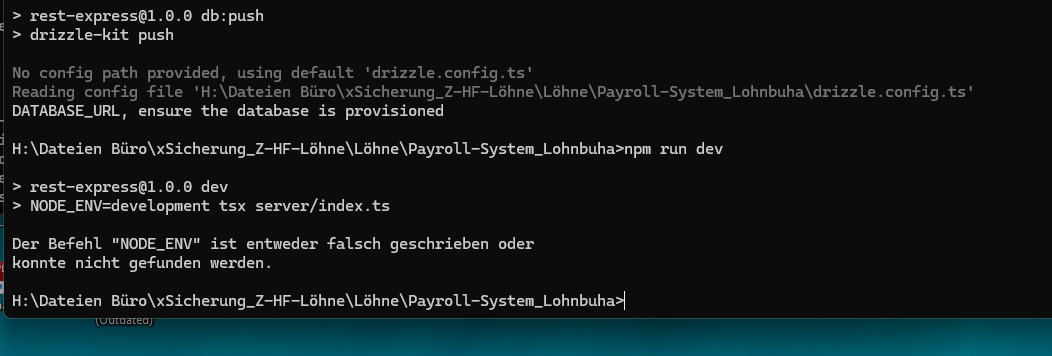 > rest-express@1.0.0 db:push
> drizzle-kit push
No config path provided, using default 'drizzle.config.ts'
Reading config file 'H:\Dateien Büro\xSicherung_Z-HF-Löhne\Löhne\Payroll-System_Lohnbuha\drizzle.config.ts'
DATABASE_URL, ensure the database is provisioned
H:\Dateien Büro\xSicherung_Z-HF-Löhne\Löhne\Payroll-System_Lohnbuha>npm run dev
> rest-express@1.0.0 dev
> NODE_ENV=development tsx server/index.ts
Der Befehl "NODE_ENV" ist entweder falsch geschrieben oder
konnte nicht gefunden werden.
H:\Dateien Büro\xSicherung_Z-HF-Löhne\Löhne\Payroll-System_Lohnbuha>
(Outdated)